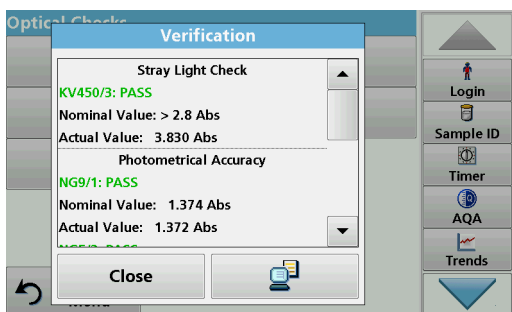 Optic
Verification
Stray Light Check
KV450/3: PASS
Nominal Value: > 2.8 Abs
Actual Value: 3.830 Abs
Photometrical Accuracy
NG9/1: PASS
Nominal Value: 1.374 Abs
Actual Value: 1.372 Abs
Close
Login
Sample ID
Timer
AQA
Trends